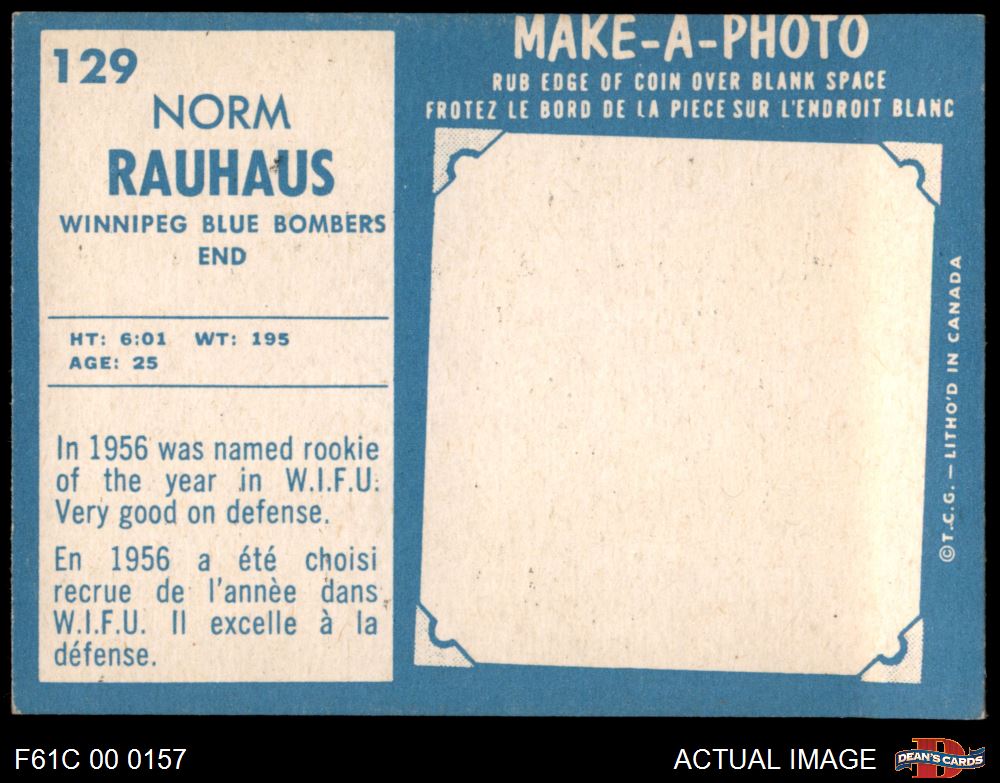 129
NORM
RAUHAUS
WINNIPEG BLUE BOMBERS
END
HT: 6:01 WT: 195
AGE: 25
In 1956 was named rookie
of the year in W.I.F.U.
Very good on defense.
En 1956 a été choisi
recrue de l'annèe dans
W.I.F.U. Il excelle à la
défense.
MAKE-A-PHOTO
RUB EDGE OF COIN OVER BLANK SPACE
FROTEZ LE BORD DE LA PIECE SUR L'ENDROIT BLANC
©T.C.G. — LITHO'D IN CANADA
F61C 00 0157
ACTUAL IMAGE
D
DEAN'S CARDS